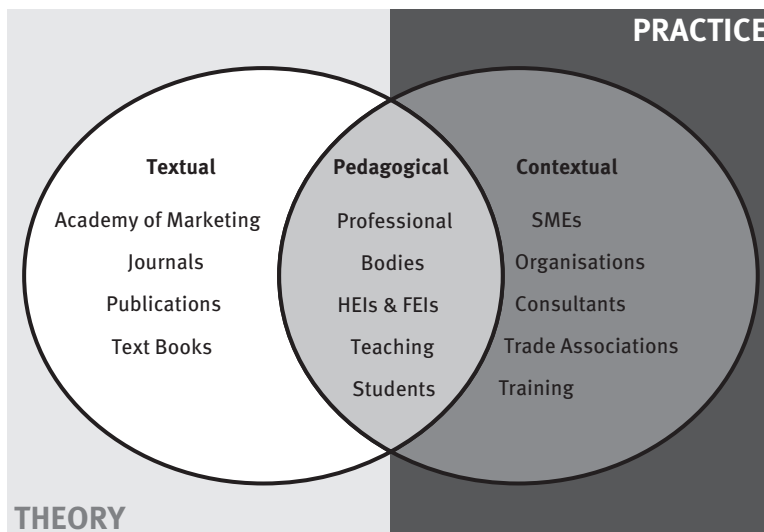 PRACTICE
Textual
Academy of Marketing
Journals
Publications
Text Books
Pedagogical
Professional
Bodies
HEIs & FEIs
Teaching
Students
Contextual
SMEs
Organisations
Consultants
Trade Associations
Training
THEORY